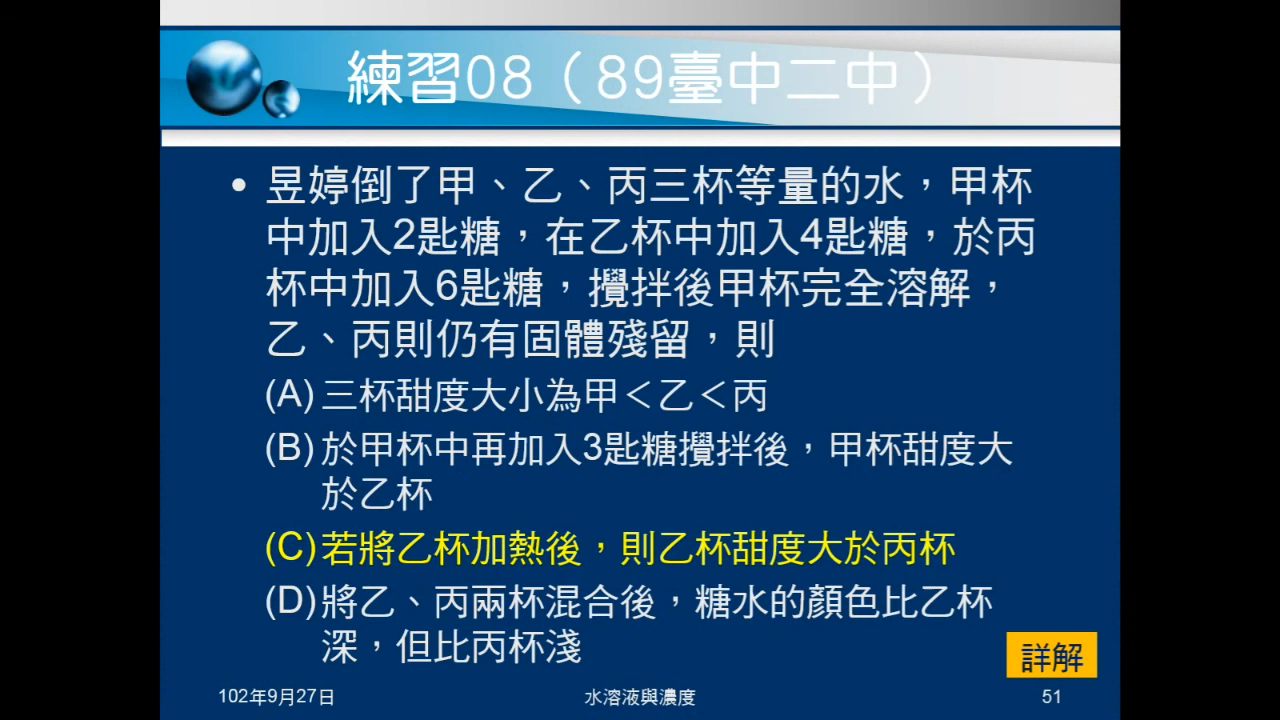 練習08（89臺中二中）
• 昱婷倒了甲、乙、丙三杯等量的水，甲杯
中加入2匙糖，在乙杯中加入4匙糖，於丙
杯中加入6匙糖，攪拌後甲杯完全溶解，
乙、丙則仍有固體殘留，則
(A) 三杯甜度大小為甲＜乙＜丙
(B) 於甲杯中再加入3匙糖攪拌後，甲杯甜度大
於乙杯
(C) 若將乙杯加熱後，則乙杯甜度大於丙杯
(D) 將乙、丙兩杯混合後，糖水的顏色比乙杯
深，但比丙杯淺
詳解
102年9月27日
水溶液與濃度
51